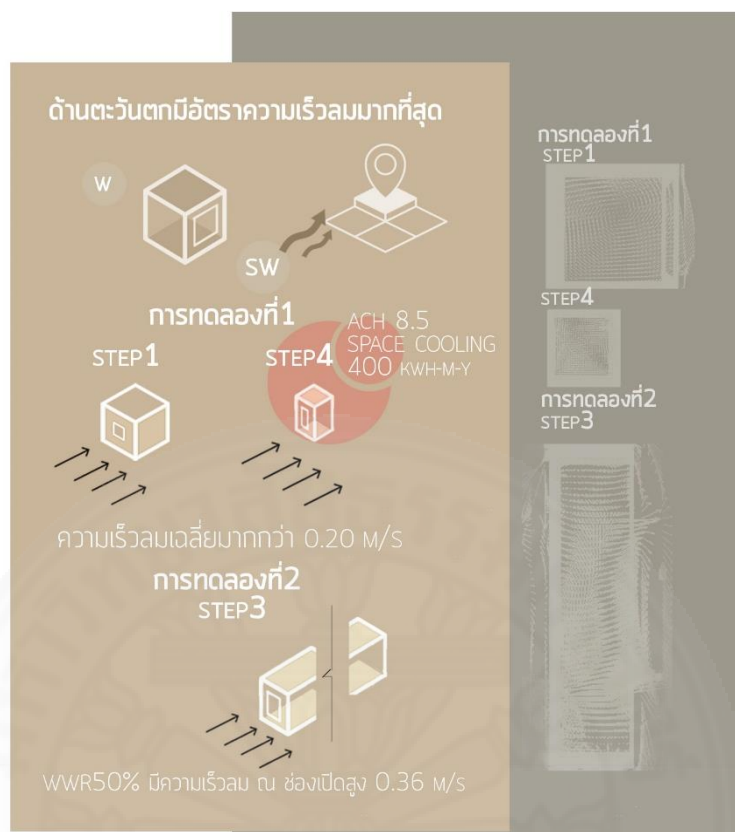 ด้านตะวันตกมีอัตราความเร็วลมมากที่สุด
W
SW
การทดลองที่1
STEP1
STEP4
ACH 8.5
SPACE COOLING
400 KWH-M-Y
ความเร็วลมเฉลี่ยมากกว่า 0.20 M/S
การทดลองที่2
STEP3
WWR50% มีความเร็วลม ณ ช่องเปิดสูง 0.36 M/S
การทดลองที่1
STEP1
STEP4
การทดลองที่2
STEP3